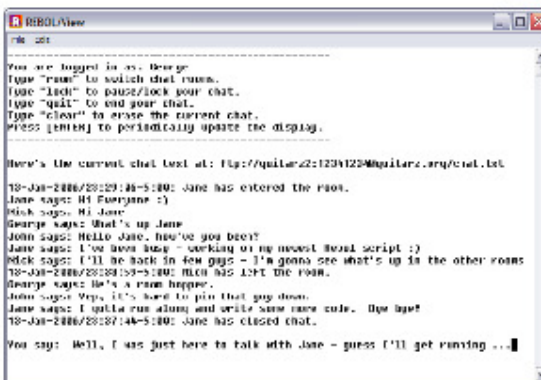 REBOL/View
File Edit
--------------------------------------------------
You are logged in as: George
Type "room" to switch chat rooms.
Type "lock" to pause/lock your chat.
Type "quit" to end your chat.
Type "clear" to erase the current chat.
Press [ENTER] to periodically update the display.
--------------------------------------------------
Here's the current chat text at: ftp://guitarz2:12341234@guitarz.org/chat.txt
Jane has entered the room.
Jane says: Hi Everyone :)
Nick says: Hi Jane
George says: What's up Jane
John says: Hello Jane, how've you been?
Jane says: I've been busy - working on my newest Rebol script :)
Nick says: I'll be back in few guys - I'm gonna see what's up in the other rooms
Nick has left the room.
George says: He's a room hopper.
John says: Yep, it's hard to pin that guy down.
Jane says: I gotta run along and write some more code. Bye bye!
Jane has closed chat.
You say: Well, I was just here to talk with Jane - guess I'll get running ...